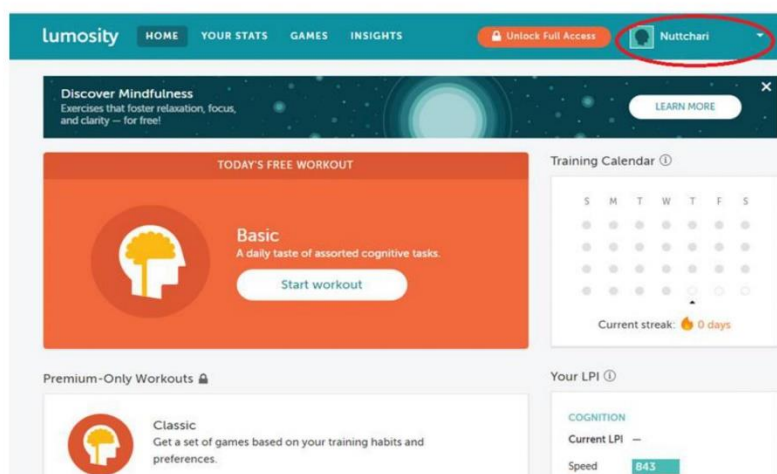 lumosity HOME YOUR STATS GAMES INSIGHTS Unlock Full Access Nuttchari
Discover Mindfulness
Exercises that foster relaxation, focus,
and clarity — for free!
LEARN MORE
TODAY'S FREE WORKOUT
Basic
A daily taste of assorted cognitive tasks.
Start workout
Training Calendar
S M T W T F S
Current streak: 0 days
Premium-Only Workouts
Classic
Get a set of games based on your training habits and
preferences.
Your LPI
COGNITION
Current LPI —
Speed 843